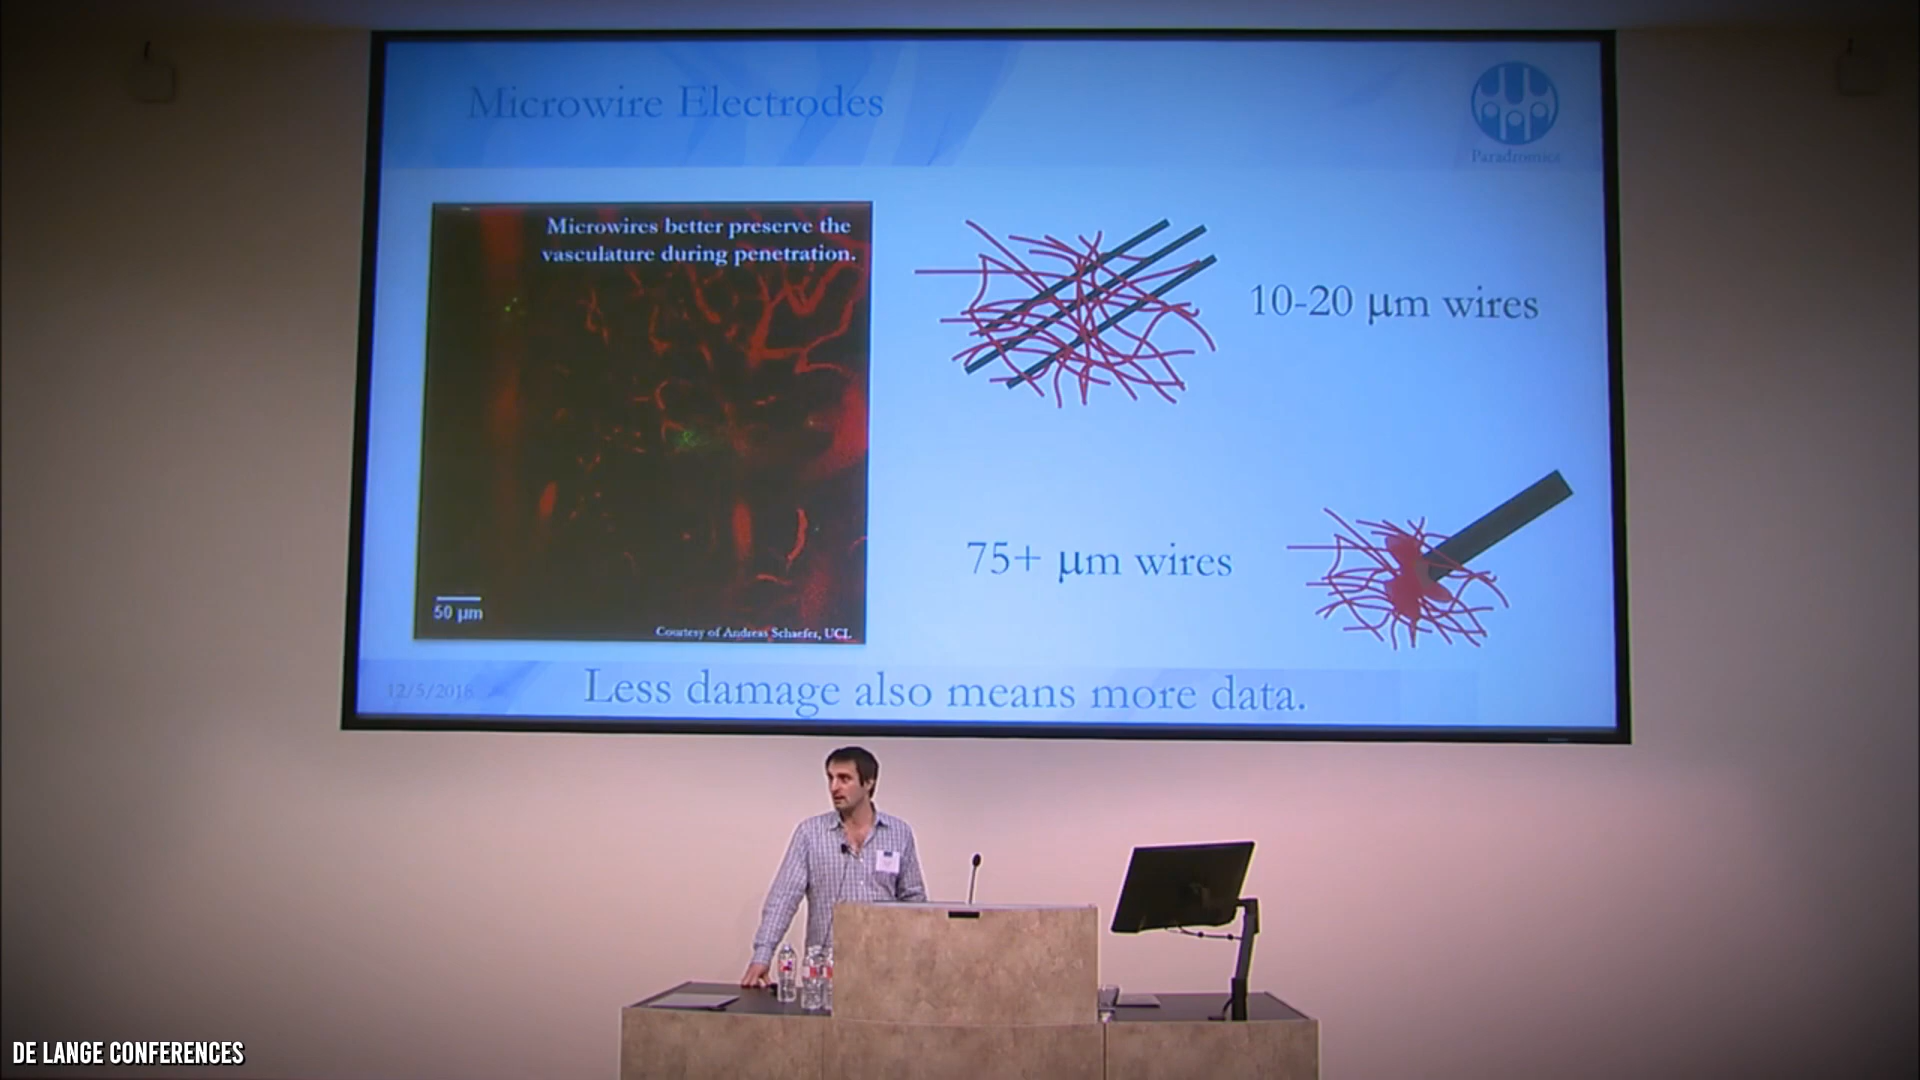 Microwire Electrodes
Paradromics
Microwires better preserve the
vasculature during penetration.
10-20 µm wires
75+ µm wires
50 µm
Courtesy of Andreas Schaefer, UCL
12/5/2018
Less damage also means more data.
DE LANGE CONFERENCES